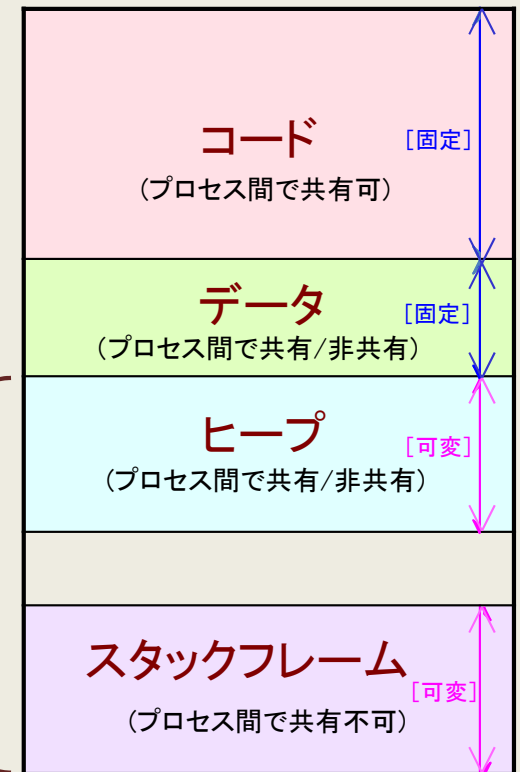 コード [固定]
(プロセス間で共有可)
データ [固定]
(プロセス間で共有/非共有)
ヒープ [可変]
(プロセス間で共有/非共有)
スタックフレーム [可変]
(プロセス間で共有不可)